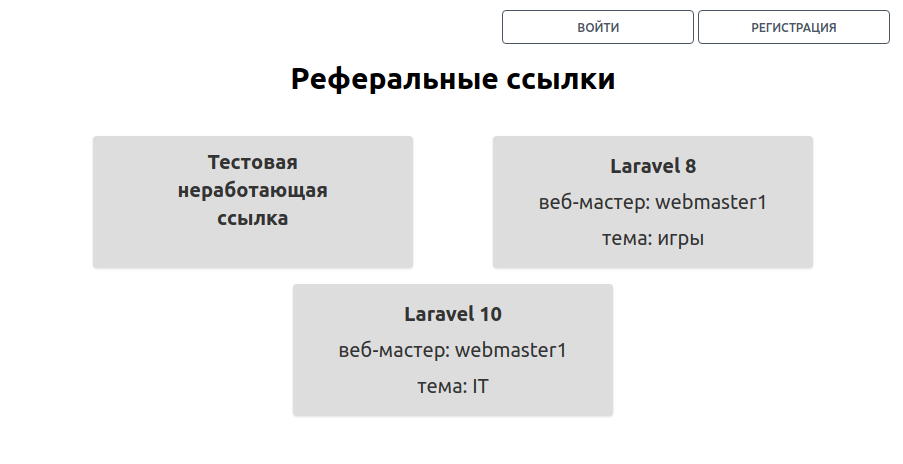 ВОЙТИ
РЕГИСТРАЦИЯ
Реферальные ссылки
Тестовая
неработающая
ссылка
Laravel 8
веб-мастер: webmaster1
тема: игры
Laravel 10
веб-мастер: webmaster1
тема: IT